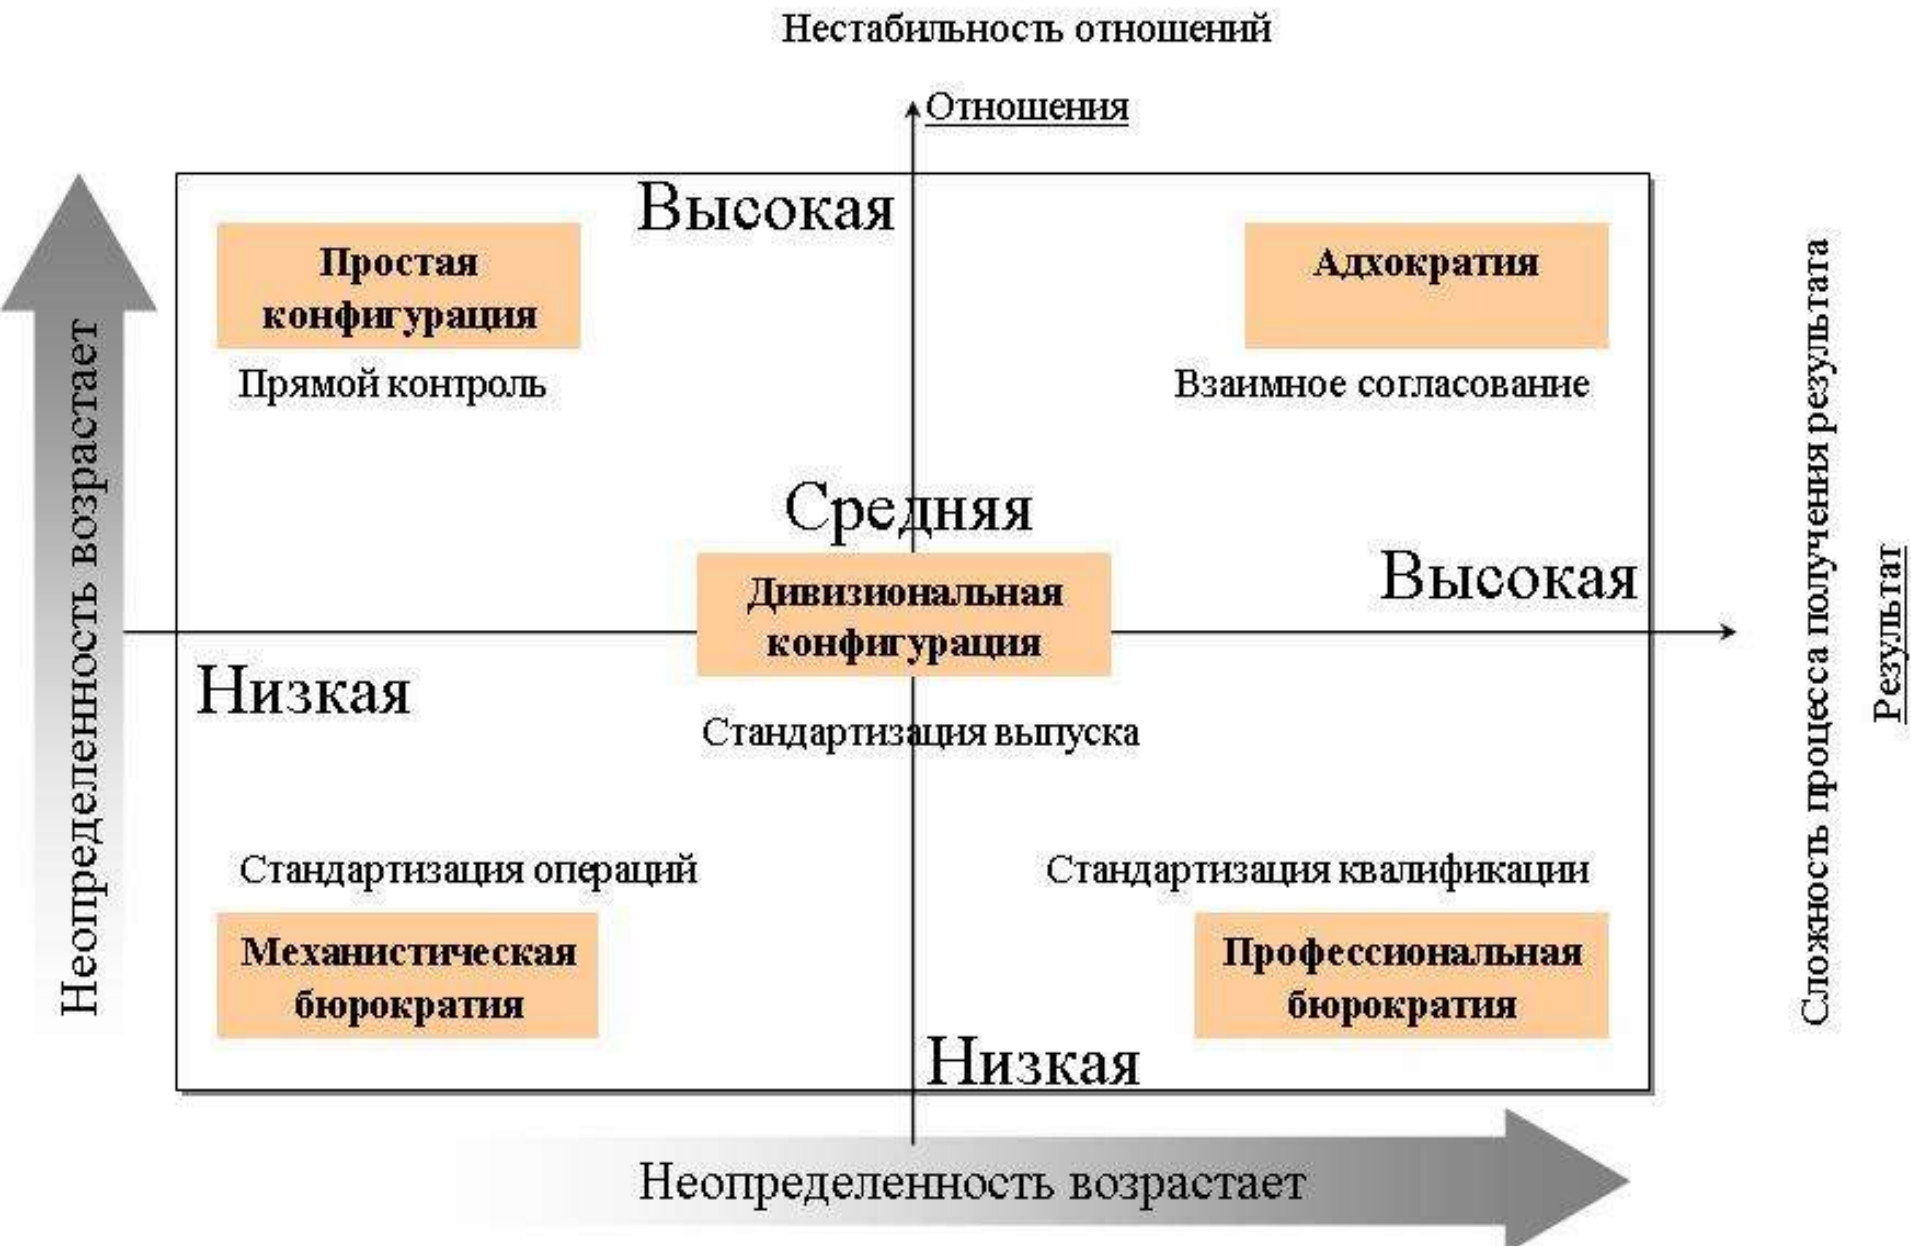 Нестабильность отношений
Отношения
Высокая
Простая
конфигурация
Прямой контроль
Адхократия
Взаимное согласование
Средняя
Дивизиональная
конфигурация
Стандартизация выпуска
Высокая
Низкая
Стандартизация операций
Механистическая
бюрократия
Стандартизация квалификации
Профессиональная
бюрократия
Низкая
Неопределенность возрастает
Неопределенность возрастает
Сложность процесса получения результата
Результат